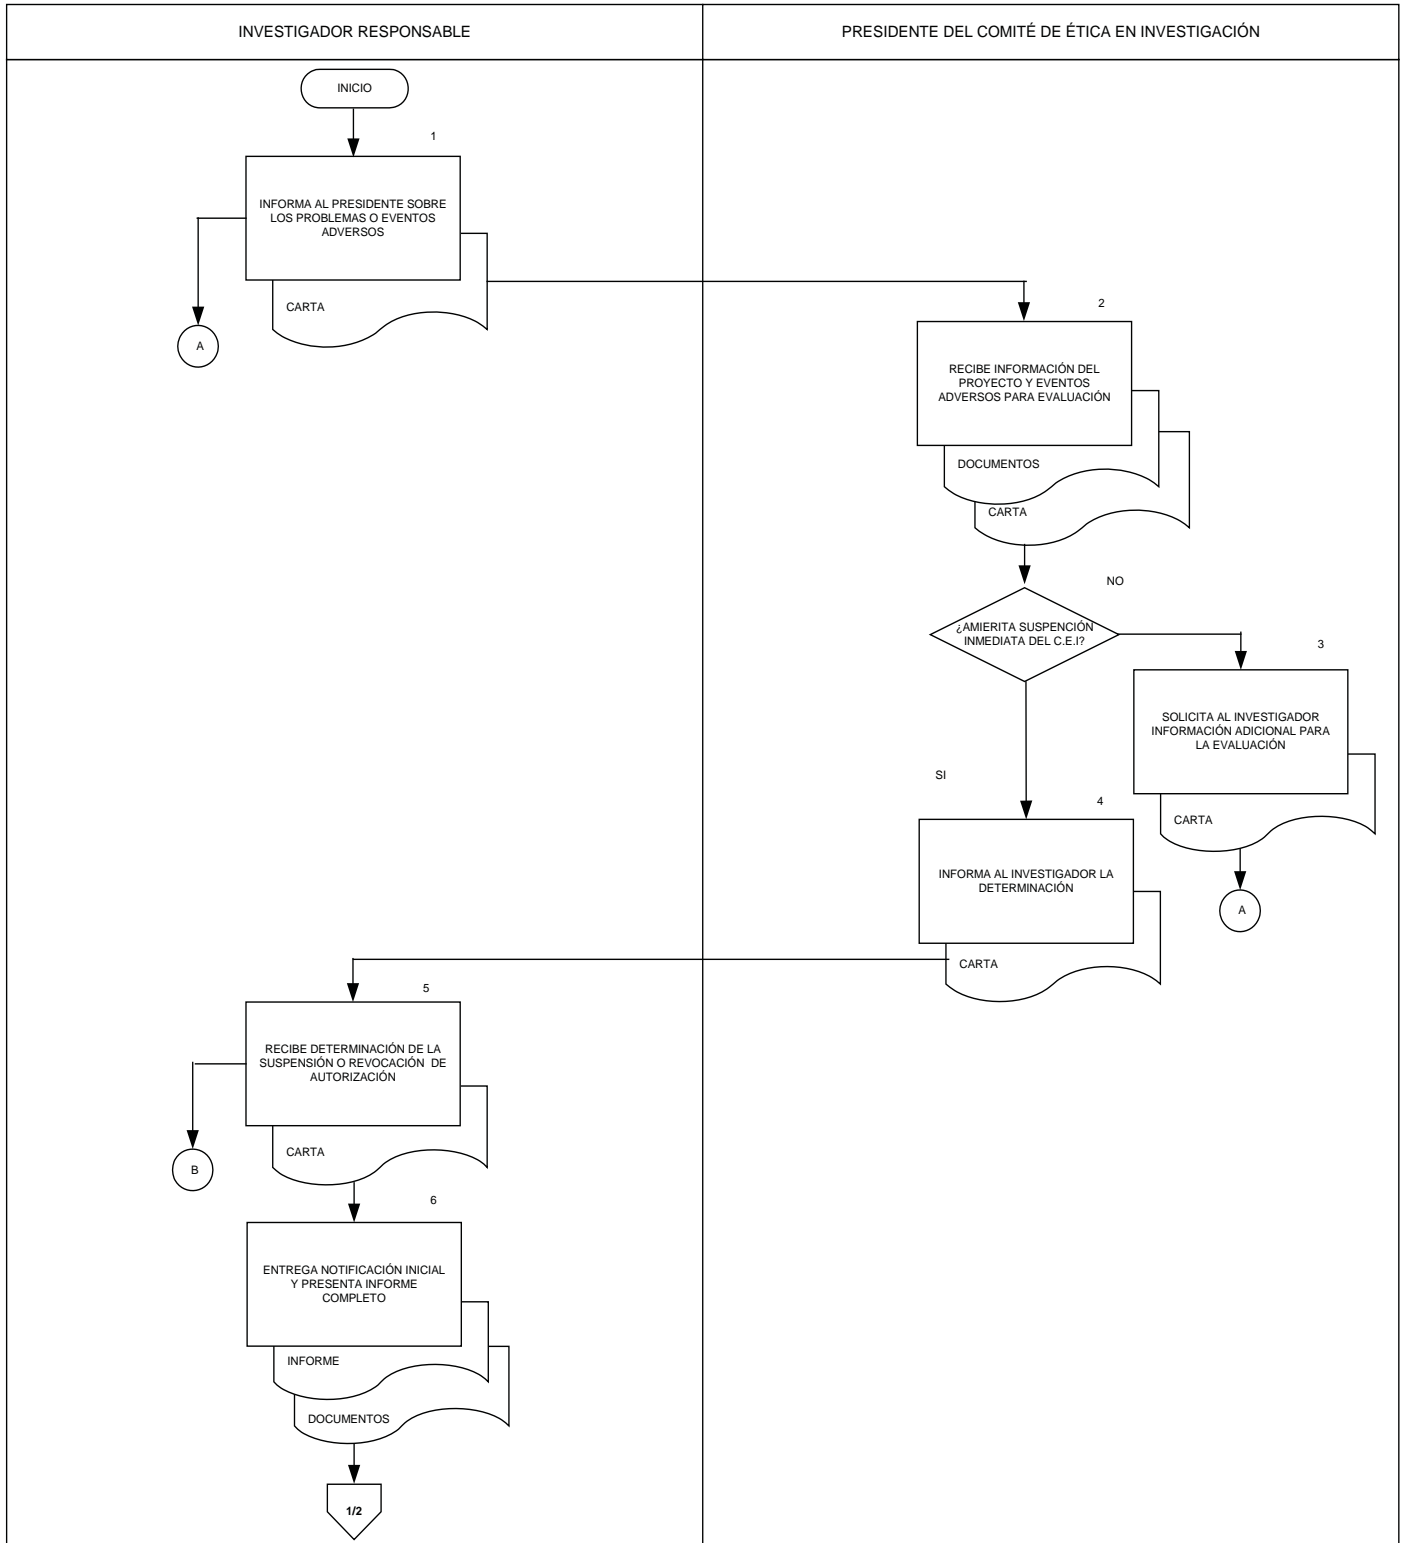 INVESTIGADOR RESPONSABLE
PRESIDENTE DEL COMITÉ DE ÉTICA EN INVESTIGACIÓN
INICIO
1
INFORMA AL PRESIDENTE SOBRE
LOS PROBLEMAS O EVENTOS
ADVERSOS
CARTA
A
2
RECIBE INFORMACIÓN DEL
PROYECTO Y EVENTOS
ADVERSOS PARA EVALUACIÓN
DOCUMENTOS
CARTA
NO
¿AMIERITA SUSPENCIÓN
INMEDIATA DEL C.E.I?
3
SOLICITA AL INVESTIGADOR
INFORMACIÓN ADICIONAL PARA
LA EVALUACIÓN
CARTA
A
SI
4
INFORMA AL INVESTIGADOR LA
DETERMINACIÓN
CARTA
5
RECIBE DETERMINACIÓN DE LA
SUSPENSIÓN O REVOCACIÓN DE
AUTORIZACIÓN
CARTA
B
6
ENTREGA NOTIFICACIÓN INICIAL
Y PRESENTA INFORME
COMPLETO
INFORME
DOCUMENTOS
1/2